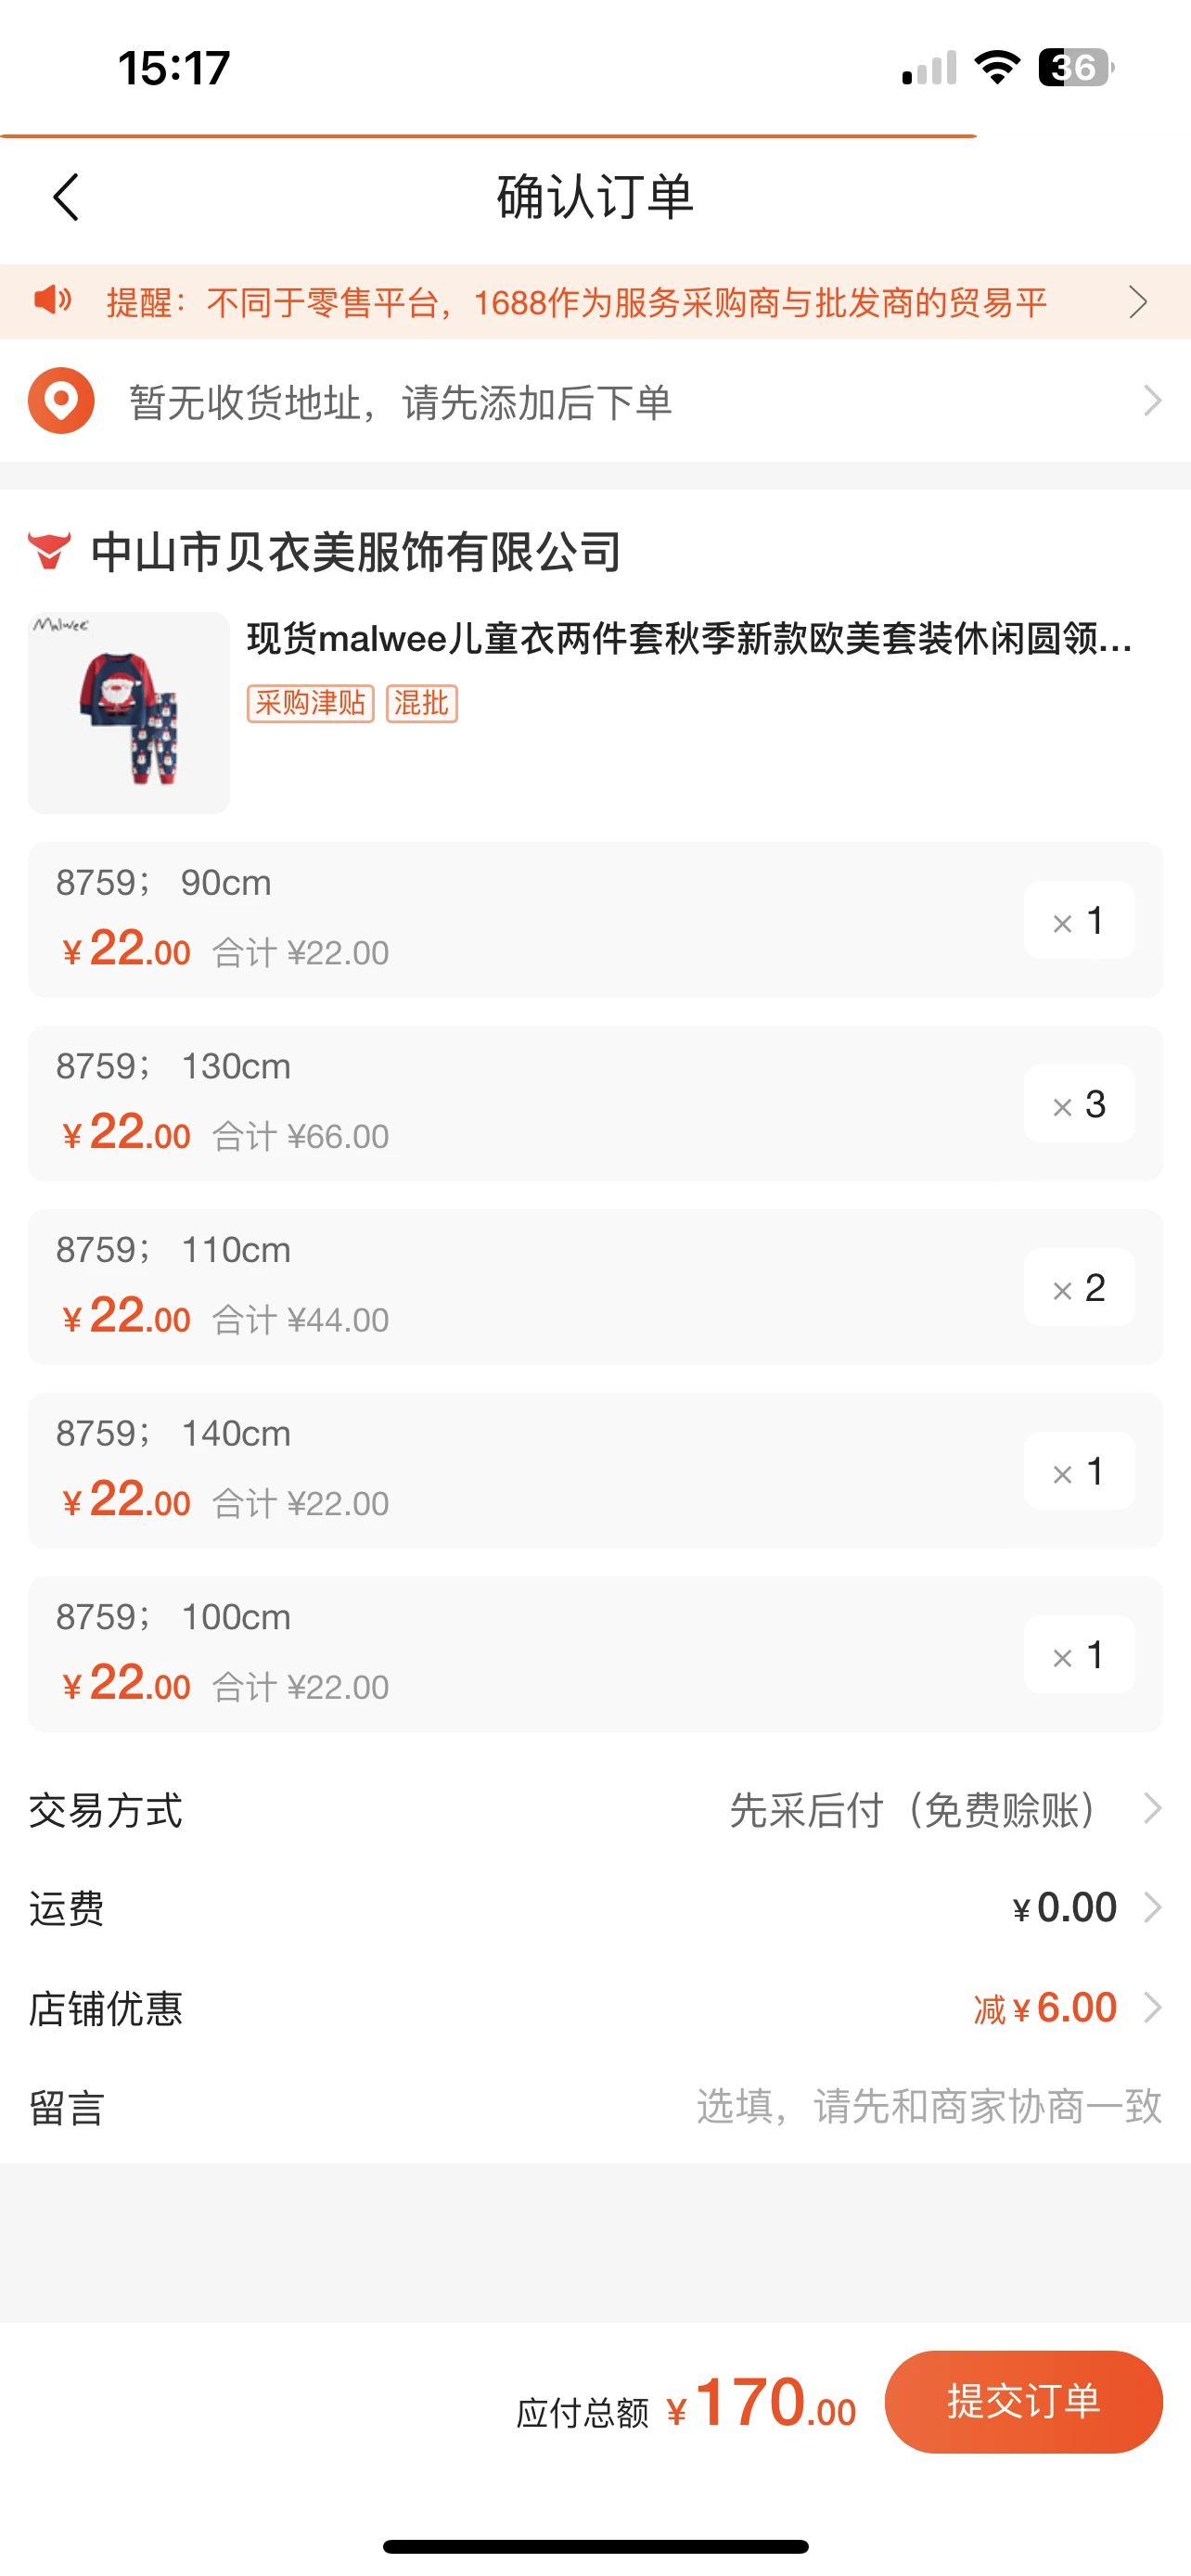 15:17
36
确认订单
提醒：不同于零售平台，1688作为服务采购商与批发商的贸易平
暂无收货地址，请先添加后下单
中山市贝衣美服饰有限公司
Malwee
现货malwee儿童衣两件套秋季新款欧美套装休闲圆领...
采购津贴 混批
8759； 90cm
¥22.00 合计 ¥22.00
× 1
8759； 130cm
¥22.00 合计 ¥66.00
× 3
8759； 110cm
¥22.00 合计 ¥44.00
× 2
8759； 140cm
¥22.00 合计 ¥22.00
× 1
8759； 100cm
¥22.00 合计 ¥22.00
× 1
交易方式 先采后付（免费赊账）
运费 ¥0.00
店铺优惠 减¥6.00
留言 选填，请先和商家协商一致
应付总额 ¥170.00 提交订单